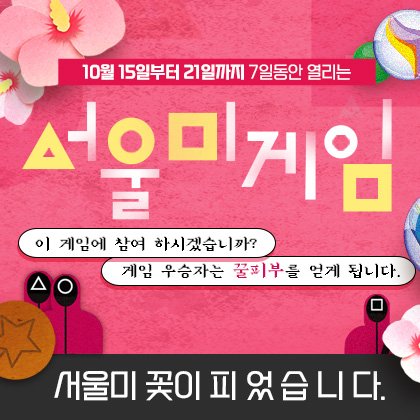 10월 15일부터 21일까지 7일동안 열리는
서울미게임
이 게임에 참여 하시겠습니까?
게임 우승자는 꿀피부를 얻게 됩니다.
서울미 꽃이 피 었 습 니 다.